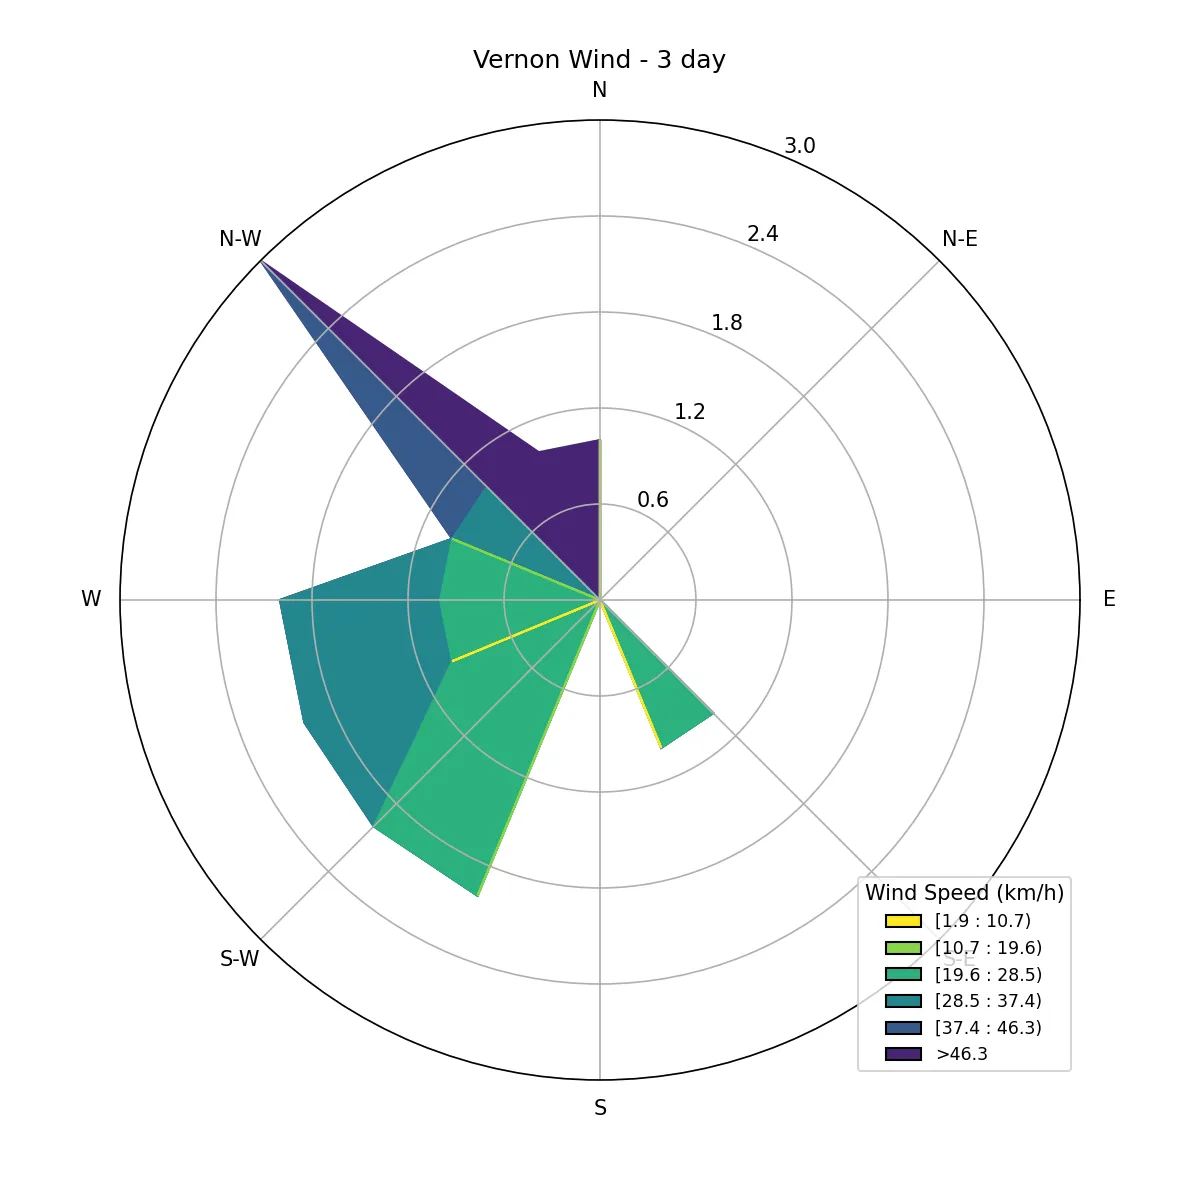 Vernon Wind - 3 day
N
3.0
N-W
2.4
N-E
1.8
1.2
0.6
W
E
S-W
S-E
S
Wind Speed (km/h)
[1.9 : 10.7)
[10.7 : 19.6)
[19.6 : 28.5)
[28.5 : 37.4)
[37.4 : 46.3)
>46.3